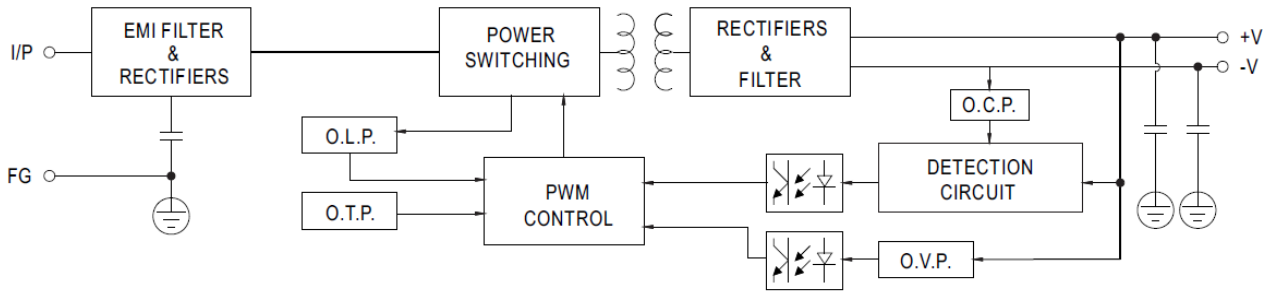 I/P
EMI FILTER
&
RECTIFIERS
POWER
SWITCHING
RECTIFIERS
&
FILTER
+V
-V
O.C.P.
O.L.P.
FG
O.T.P.
PWM
CONTROL
DETECTION
CIRCUIT
O.V.P.